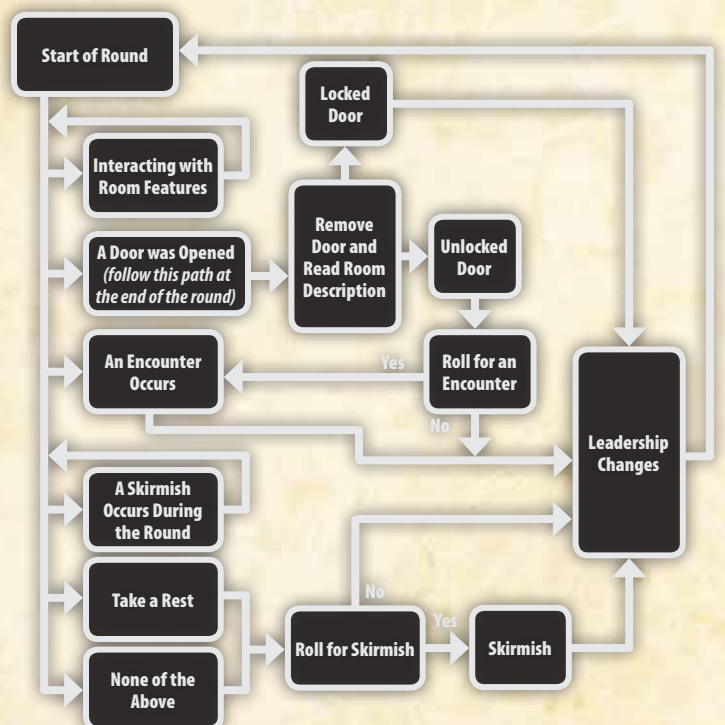 Start of Round
Locked
Door
Interacting with
Room Features
Remove
Door and
Read Room
Description
A Door was Opened
(follow this path at
the end of the round)
Unlocked
Door
An Encounter
Occurs
Yes
Roll for an
Encounter
No
Leadership
Changes
A Skirmish
Occurs During
the Round
Take a Rest
No
Roll for Skirmish
Yes
Skirmish
None of the
Above